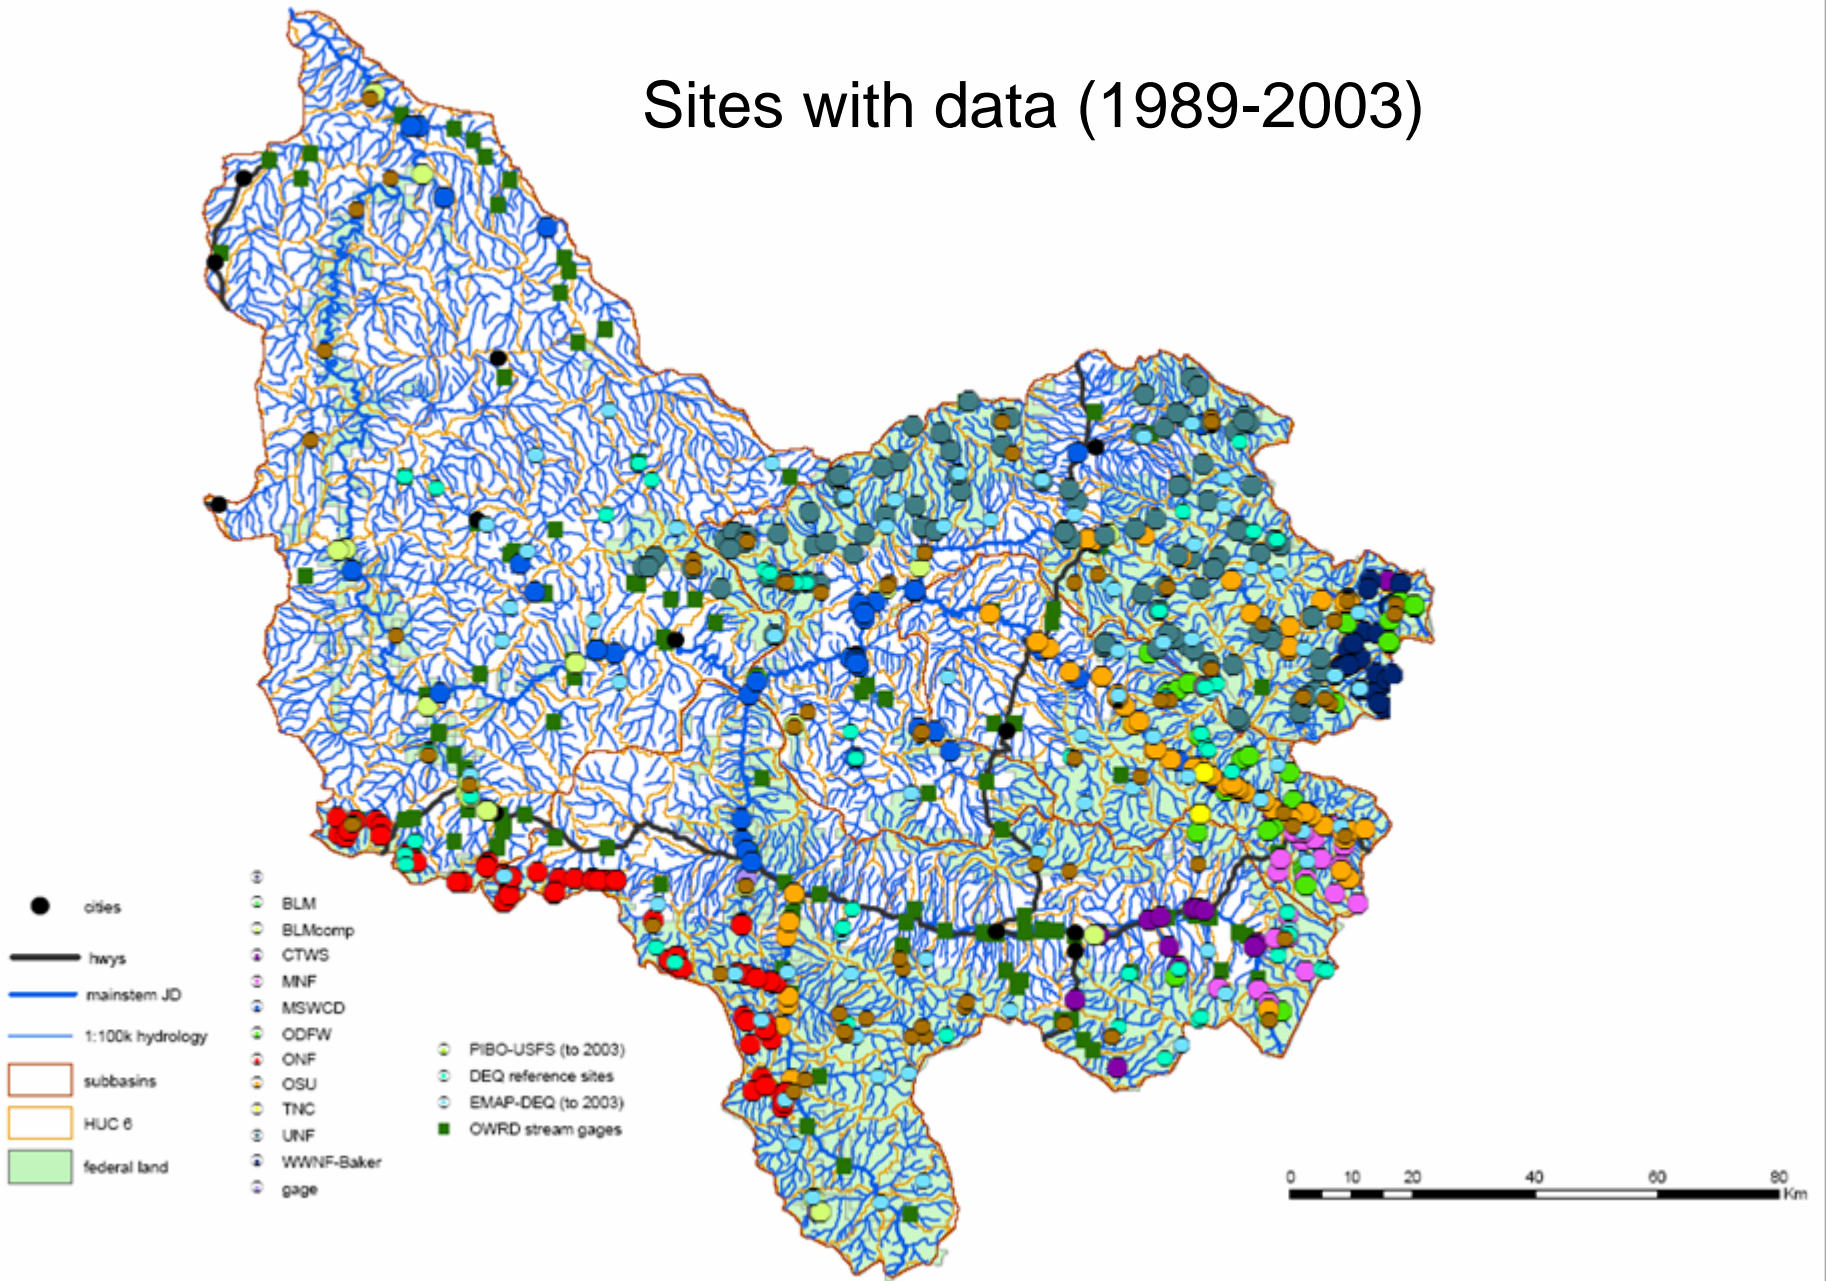 Sites with data (1989-2003)
cities
hwys
mainstem JD
1:100k hydrology
subbasins
HUC 6
federal land
BLM
BLMcomp
CTWS
MNF
MSWCD
ODFW
ONF
OSU
TNC
UNF
WWNF-Baker
gage
PIBO-USFS (to 2003)
DEQ reference sites
EMAP-DEQ (to 2003)
OWRD stream gages
0 10 20 40 60 80
Km